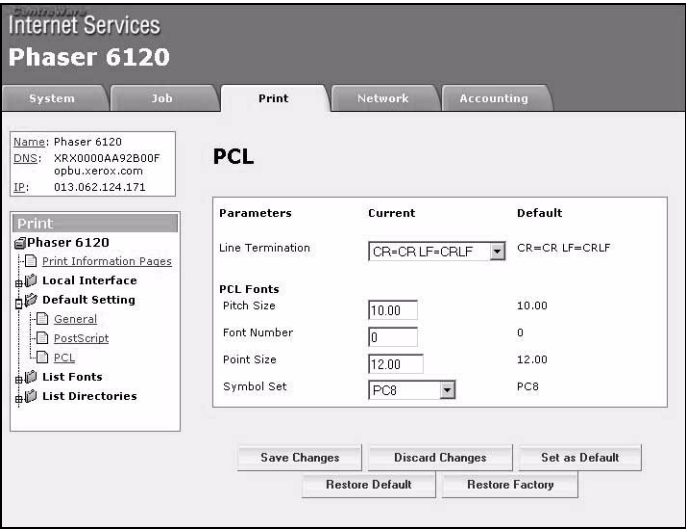 CentreWare
Internet Services
Phaser 6120
System Job Print Network Accounting
Name: Phaser 6120
DNS: XRX0000AA92B00F
opbu.xerox.com
IP: 013.062.124.171
Print
Phaser 6120
Print Information Pages
Local Interface
Default Setting
General
PostScript
PCL
List Fonts
List Directories
PCL
Parameters Current Default
Line Termination CR=CR LF=CRLF CR=CR LF=CRLF
PCL Fonts
Pitch Size 10.00 10.00
Font Number 0 0
Point Size 12.00 12.00
Symbol Set PC8 PC8
Save Changes Discard Changes Set as Default
Restore Default Restore Factory